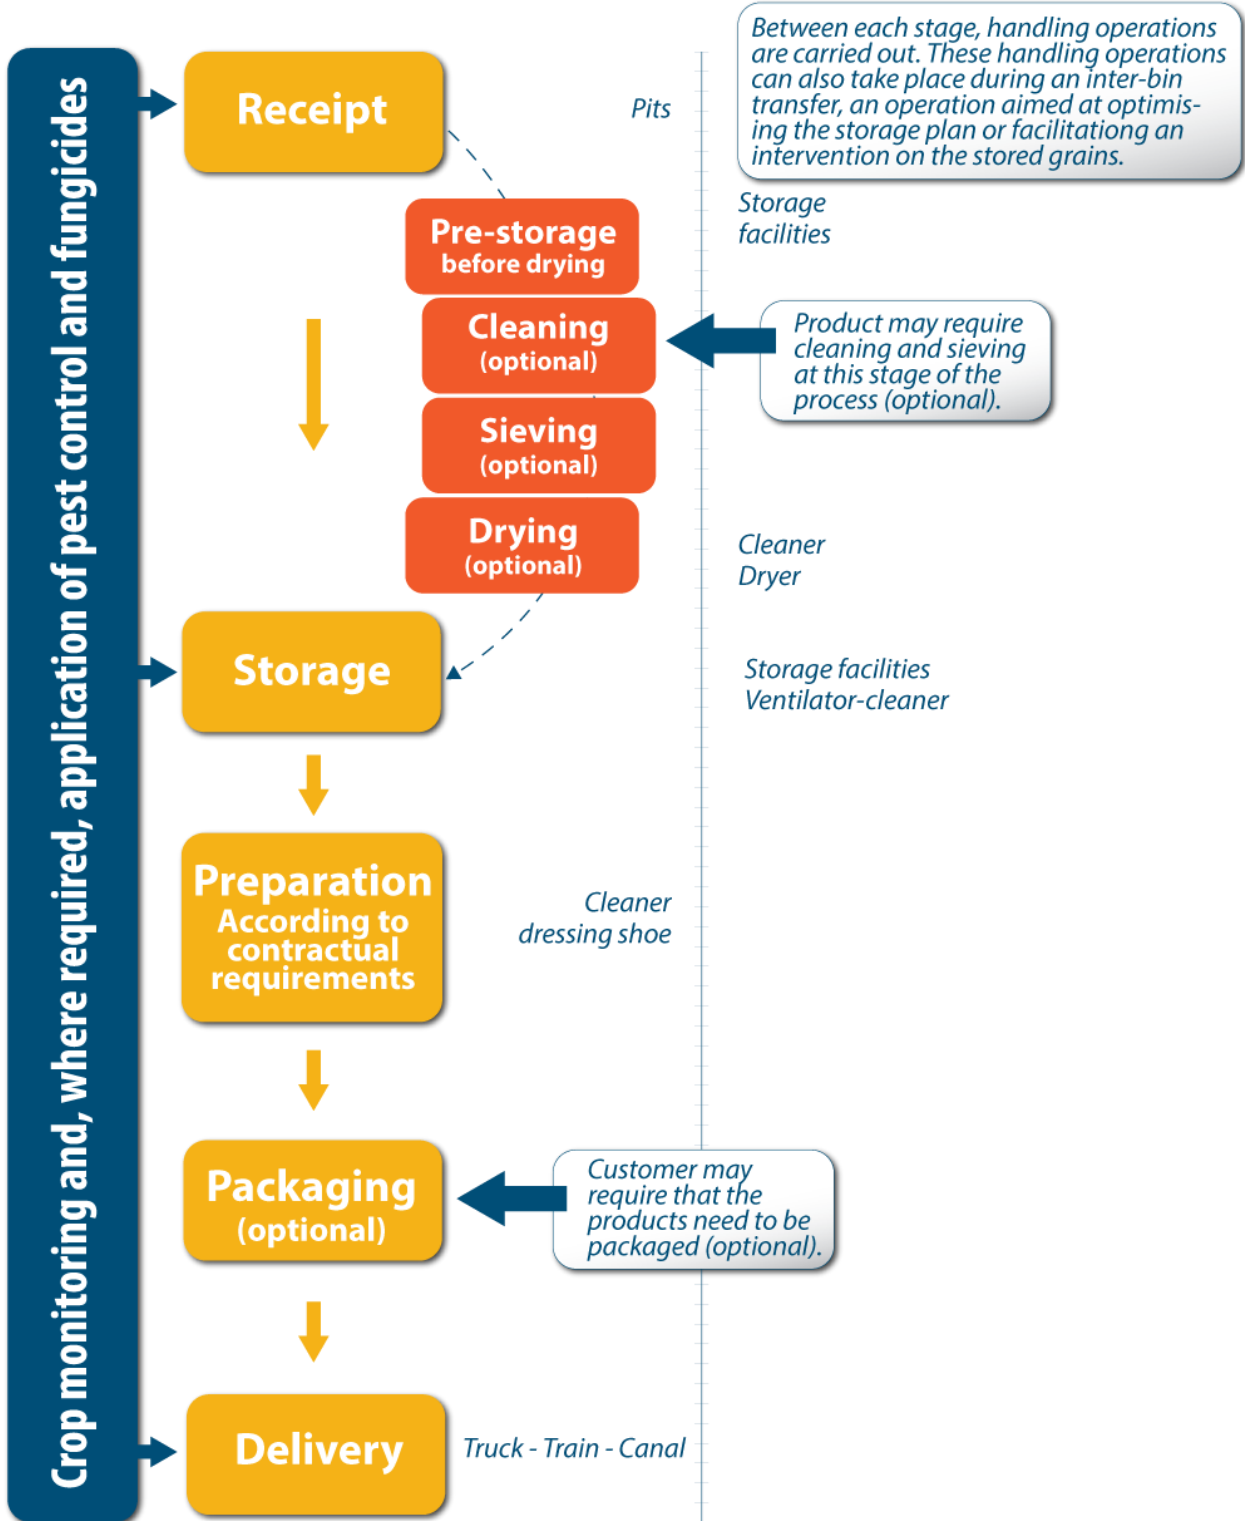 Crop monitoring and, where required, application of pest control and fungicides
Receipt
Pits
Between each stage, handling operations
are carried out. These handling operations
can also take place during an inter-bin
transfer, an operation aimed at optimis-
ing the storage plan or facilitationg an
intervention on the stored grains.
Pre-storage
before drying
Storage
facilities
Cleaning
(optional)
Product may require
cleaning and sieving
at this stage of the
process (optional).
Sieving
(optional)
Drying
(optional)
Cleaner
Dryer
Storage
Storage facilities
Ventilator-cleaner
Preparation
According to
contractual
requirements
Cleaner
dressing shoe
Packaging
(optional)
Customer may
require that the
products need to be
packaged (optional).
Delivery
Truck - Train - Canal